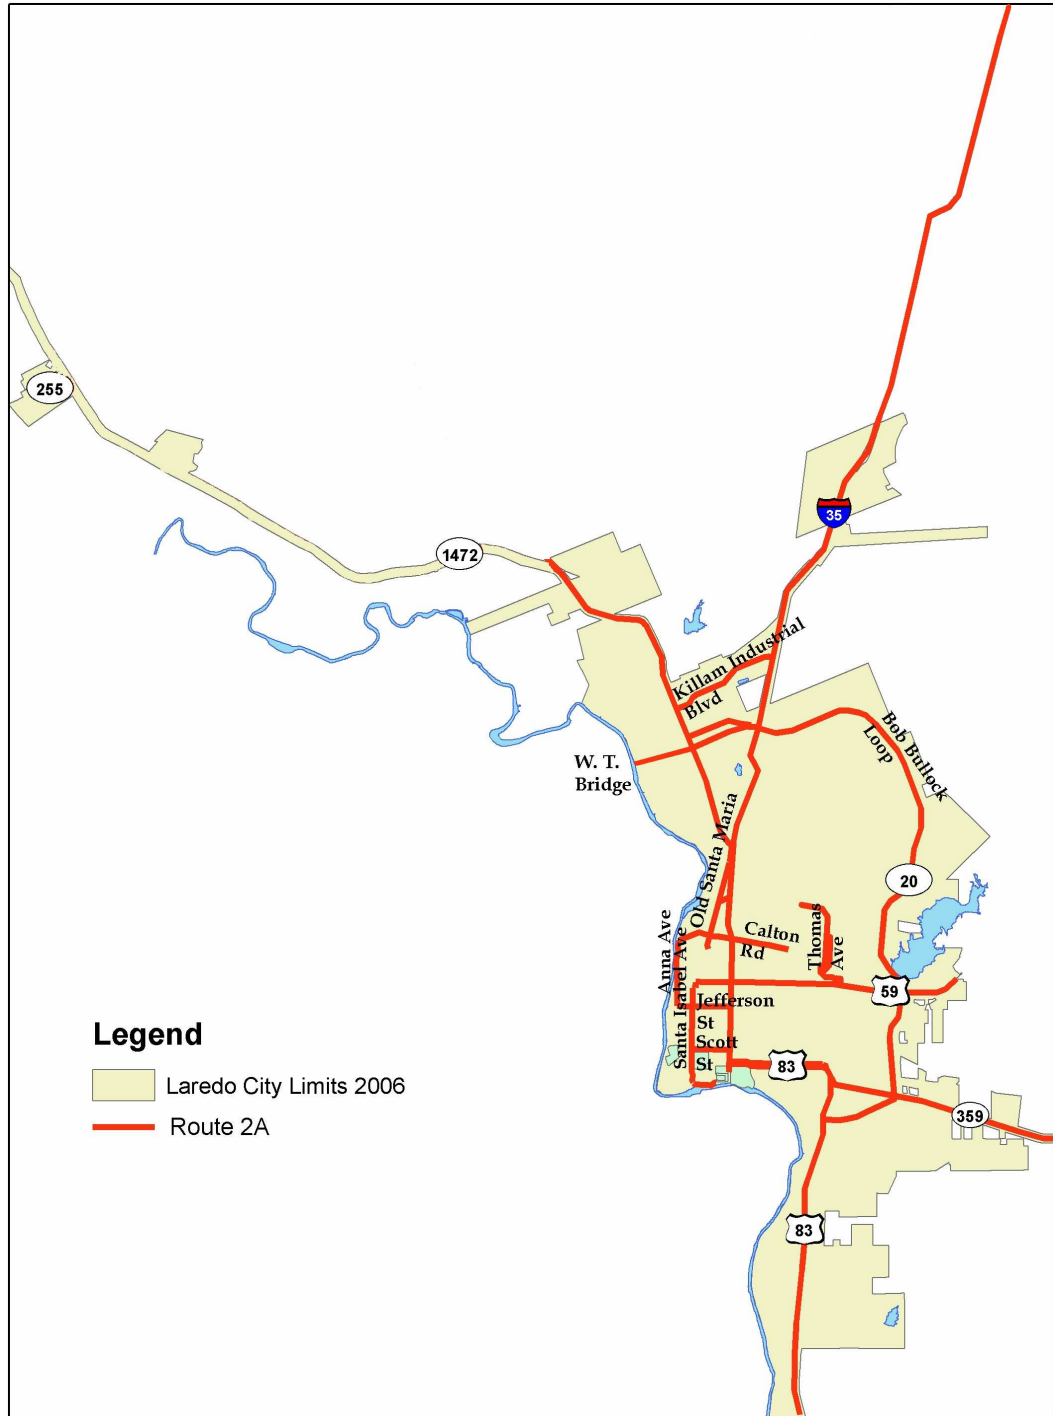 255
35
1472
Killam Industrial
Blvd
Bob Bullock
Loop
W. T.
Bridge
Old Santa Maria
20
Anna Ave
Santa Isabel Ave
Calton
Rd
Thomas
Ave
59
Jefferson
St
Scott
St
83
359
83
Legend
Laredo City Limits 2006
Route 2A